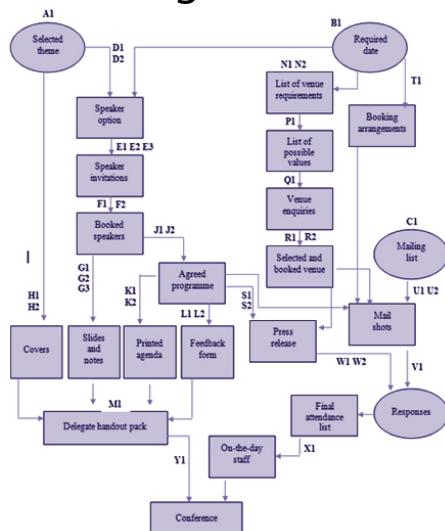 A1
Selected
theme
D1
D2
B1
Required
date
N1 N2
List of venue
requirements
T1
Speaker
option
P1
Booking
arrangements
E1 E2 E3
List of
possible
values
Speaker
invitations
Q1
F1 F2
Venue
enquiries
Booked
speakers
J1 J2
R1 R2
C1
Mailing
list
G1
G2
G3
Agreed
programme
Selected and
booked venue
H1
H2
K1
K2
S1
S2
U1 U2
L1 L2
Mail
shots
Covers
Slides
and
notes
Printed
agenda
Feedback
form
Press
release
W1 W2
V1
M1
Responses
Final
attendance
list
Delegate handout pack
X1
Y1
On-the-day
staff
Conference